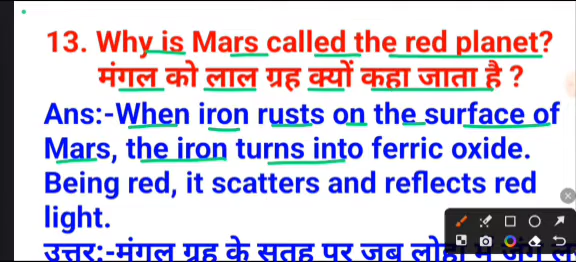 13. Why is Mars called the red planet?
मंगल को लाल ग्रह क्यों कहा जाता है ?
Ans:-When iron rusts on the surface of
Mars, the iron turns into ferric oxide.
Being red, it scatters and reflects red
light.
उत्तर:-मंगल ग्रह के सतह पर जब लोहा में जंग